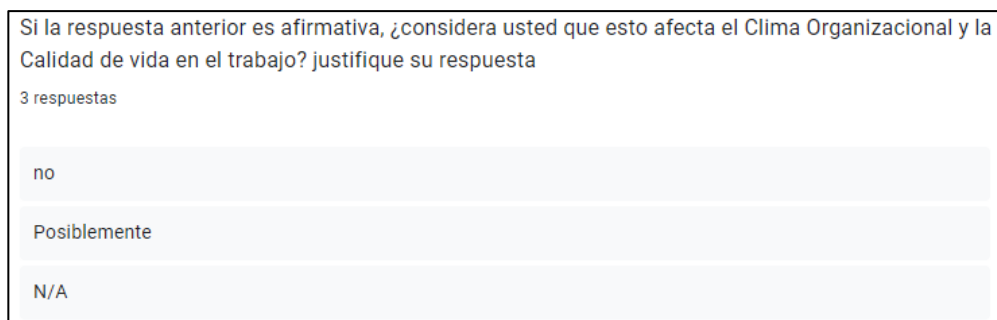 Si la respuesta anterior es afirmativa, ¿considera usted que esto afecta el Clima Organizacional y la
Calidad de vida en el trabajo? justifique su respuesta
3 respuestas
no
Posiblemente
N/A